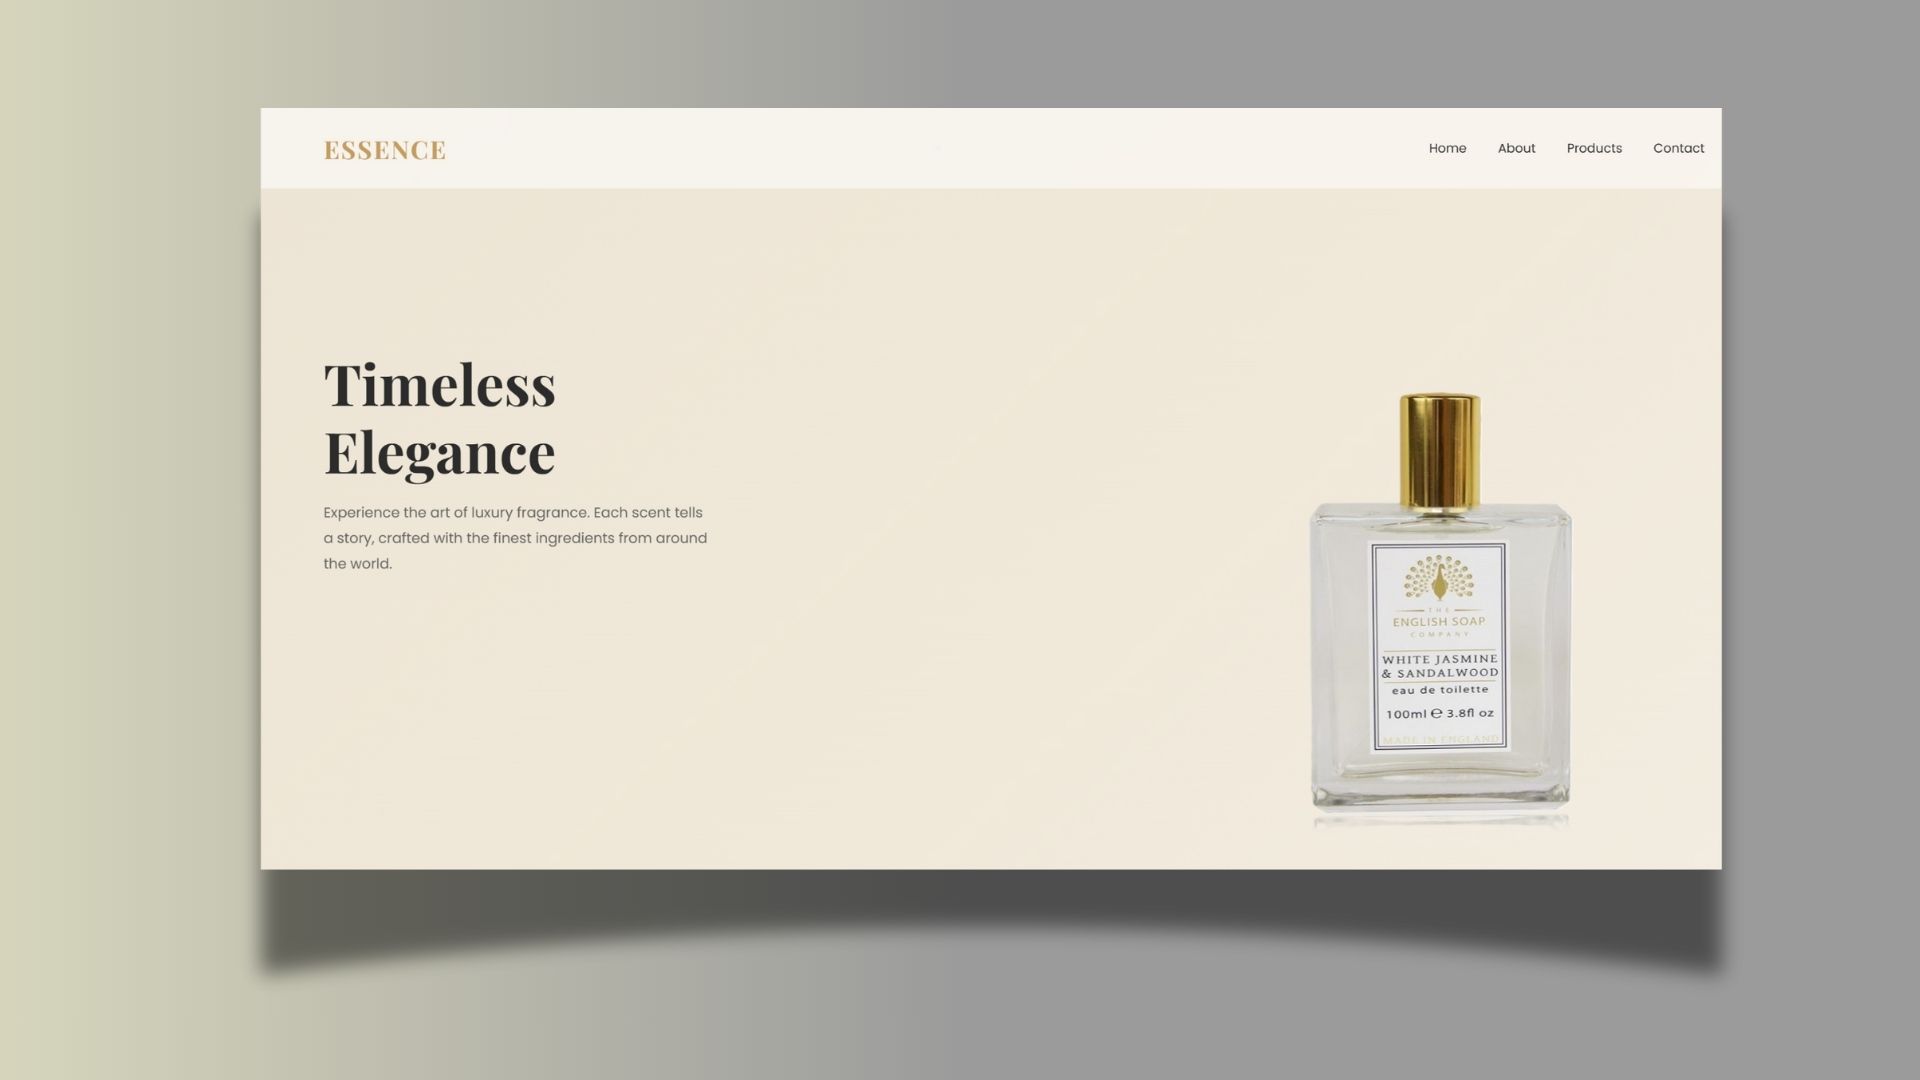 ESSENCE
Home About Products Contact
Timeless
Elegance
Experience the art of luxury fragrance. Each scent tells
a story, crafted with the finest ingredients from around
the world.
THE
ENGLISH SOAP
COMPANY
WHITE JASMINE
& SANDALWOOD
eau de toilette
100ml ℮ 3.8fl oz
MADE IN ENGLAND